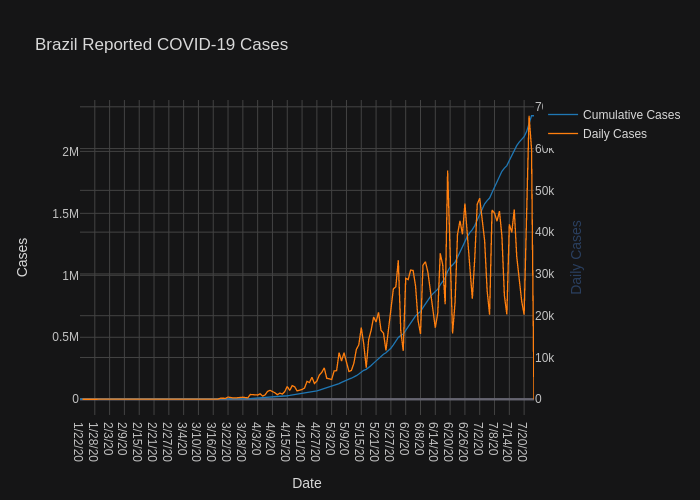 Brazil Reported COVID-19 Cases
Cumulative Cases
Daily Cases
Cases
2M
1.5M
1M
0.5M
0
60k
50k
40k
30k
20k
10k
0
Daily Cases
1/22/20
1/28/20
2/3/20
2/9/20
2/15/20
2/21/20
2/27/20
3/4/20
3/10/20
3/16/20
3/22/20
3/28/20
4/3/20
4/9/20
4/15/20
4/21/20
4/27/20
5/3/20
5/9/20
5/15/20
5/21/20
5/27/20
6/2/20
6/8/20
6/14/20
6/20/20
6/26/20
7/2/20
7/8/20
7/14/20
7/20/20
Date